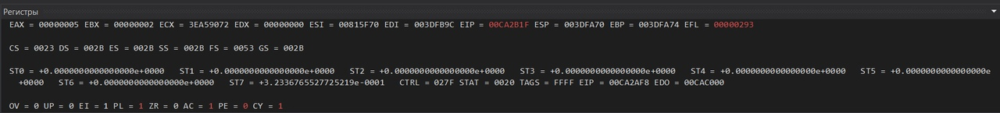 Регистры
EAX = 00000005 EBX = 00000002 ECX = 3EA59072 EDX = 00000000 ESI = 00815F70 EDI = 003DFB9C EIP = 00CA2B1F ESP = 003DFA70 EBP = 003DFA74 EFL = 00000293
CS = 0023 DS = 002B ES = 002B SS = 002B FS = 0053 GS = 002B
ST0 = +0.0000000000000000e+0000 ST1 = +0.0000000000000000e+0000 ST2 = +0.0000000000000000e+0000 ST3 = +0.0000000000000000e+0000 ST4 = +0.0000000000000000e+0000 ST5 = +0.0000000000000000e
+0000 ST6 = +0.0000000000000000e+0000 ST7 = +3.2336765527725219e-0001 CTRL = 027F STAT = 0020 TAGS = FFFF EIP = 00CA2AF8 EDO = 00CAC000
OV = 0 UP = 0 EI = 1 PL = 1 ZR = 0 AC = 1 PE = 0 CY = 1